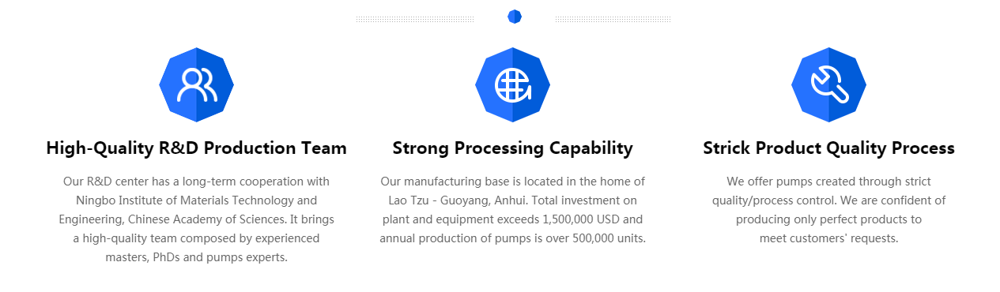 High-Quality R&D Production Team
Our R&D center has a long-term cooperation with
Ningbo Institute of Materials Technology and
Engineering, Chinese Academy of Sciences. It brings
a high-quality team composed by experienced
masters, PhDs and pumps experts.
Strong Processing Capability
Our manufacturing base is located in the home of
Lao Tzu - Guoyang, Anhui. Total investment on
plant and equipment exceeds 1,500,000 USD and
annual production of pumps is over 500,000 units.
Strick Product Quality Process
We offer pumps created through strict
quality/process control. We are confident of
producing only perfect products to
meet customers' requests.